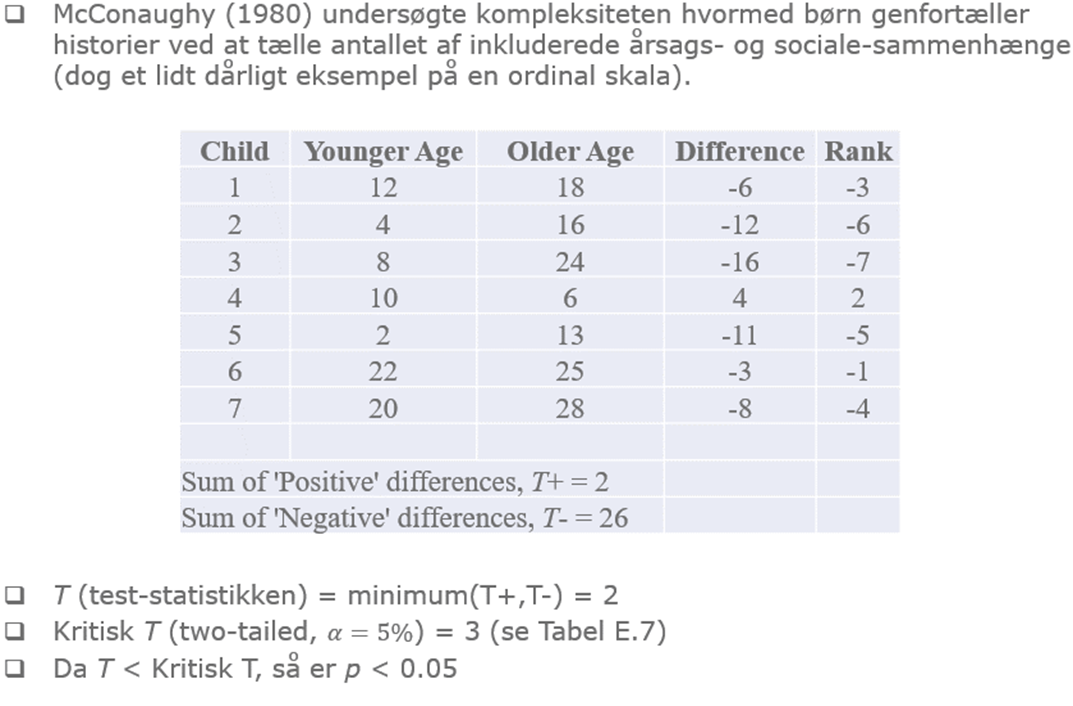 ❑ McConaughy (1980) undersøgte kompleksiteten hvormed børn genfortæller
historier ved at tælle antallet af inkluderede årsags- og sociale-sammenhænge
(dog et lidt dårligt eksempel på en ordinal skala).
Child Younger Age Older Age Difference Rank
1 12 18 -6 -3
2 4 16 -12 -6
3 8 24 -16 -7
4 10 6 4 2
5 2 13 -11 -5
6 22 25 -3 -1
7 20 28 -8 -4
Sum of 'Positive' differences, T+ = 2
Sum of 'Negative' differences, T- = 26
❑ T (test-statistikken) = minimum(T+,T-) = 2
❑ Kritisk T (two-tailed, α = 5%) = 3 (se Tabel E.7)
❑ Da T < Kritisk T, så er p < 0.05